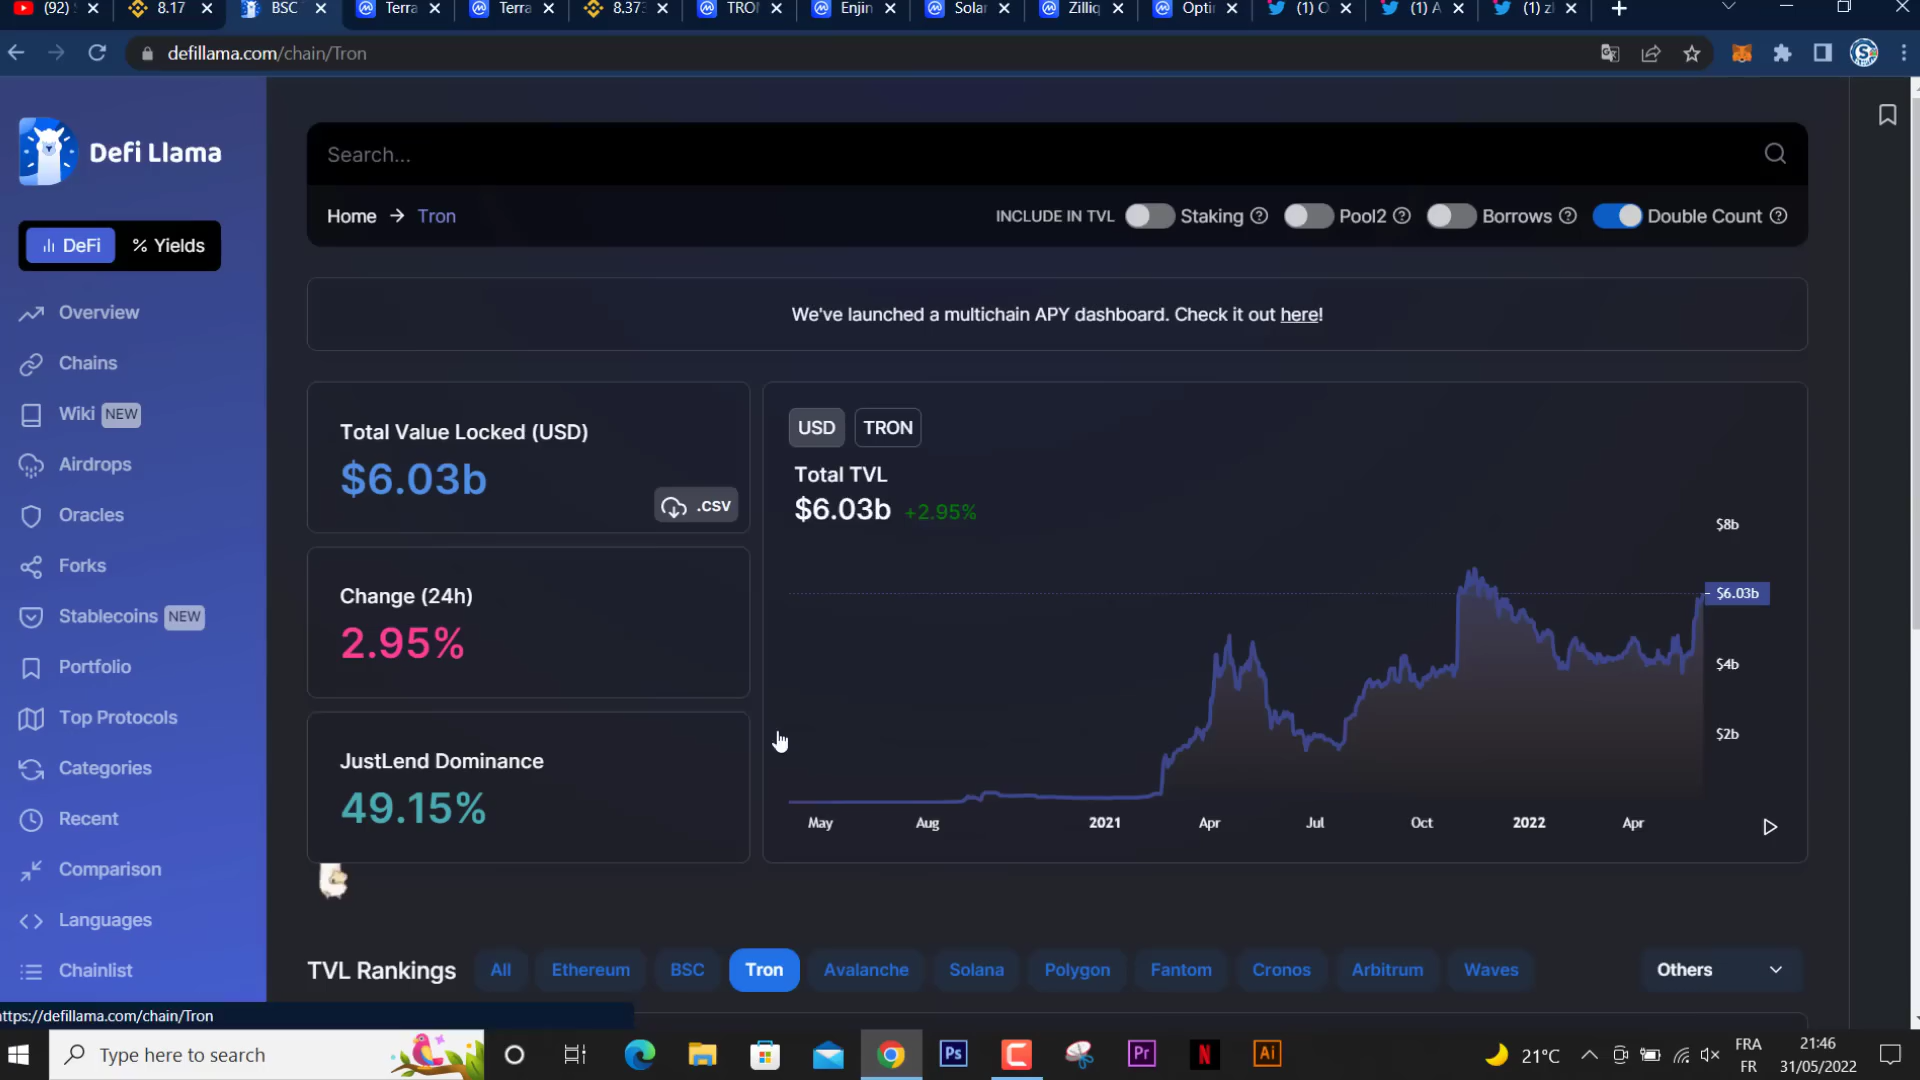 (92) 8.17 BSC Terra Terra 8.373 TRO Enjin Solar Zilliq Optin (1) O (1) A (1) zl
defillama.com/chain/Tron
Defi Llama
DeFi % Yields
Overview
Chains
Wiki NEW
Airdrops
Oracles
Forks
Stablecoins NEW
Portfolio
Top Protocols
Categories
Recent
Comparison
Languages
Chainlist
Search...
Home → Tron
INCLUDE IN TVL Staking Pool2 Borrows Double Count
We've launched a multichain APY dashboard. Check it out here!
Total Value Locked (USD)
$6.03b
.csv
Change (24h)
2.95%
JustLend Dominance
49.15%
USD TRON
Total TVL
$6.03b +2.95%
$8b
$6.03b
$4b
$2b
May Aug 2021 Apr Jul Oct 2022 Apr
TVL Rankings All Ethereum BSC Tron Avalanche Solana Polygon Fantom Cronos Arbitrum Waves Others
ttps://defillama.com/chain/Tron
Type here to search
Ps
Pr
N
Ai
21°C
FRA
FR
21:46
31/05/2022